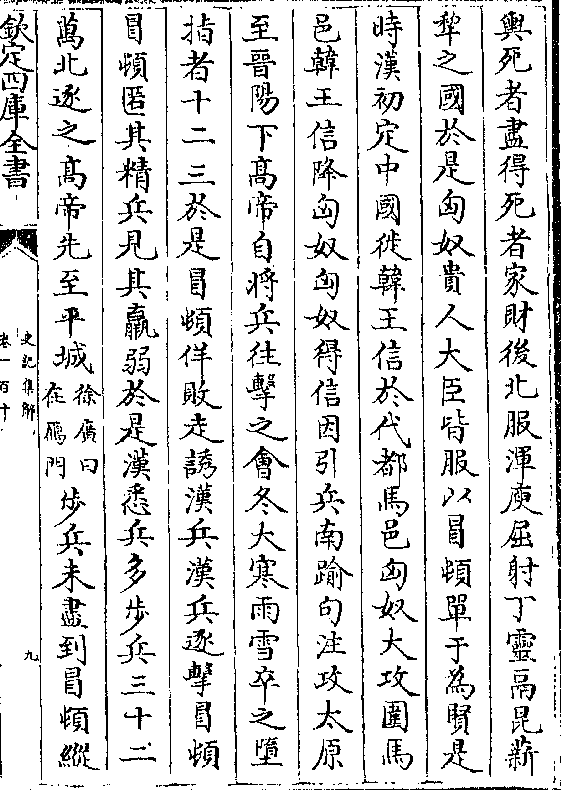 輿死者盡得死者家財後北服渾庾屈射丁靈鬲昆薪
犂之國於是匈奴貴人大臣皆服以冒頓單于為賢是
時漢初定中國徙韓王信於代都馬邑匈奴大攻圍馬
邑韓王信降匈奴匈奴得信因引兵南踰句注攻太原
至晉陽下髙帝自將兵往擊之會冬大寒雨雪卒之墮
指者十二三於是冒頓佯敗走誘漢兵漢兵逐擊冒頓
冒頓匿其精兵見其羸弱於是漢悉兵多步兵三十二
萬北逐之髙帝先至平城徐廣曰在鴈門步兵未盡到冒頓縱
欽定四庫全書
史記集解
卷一百十
九